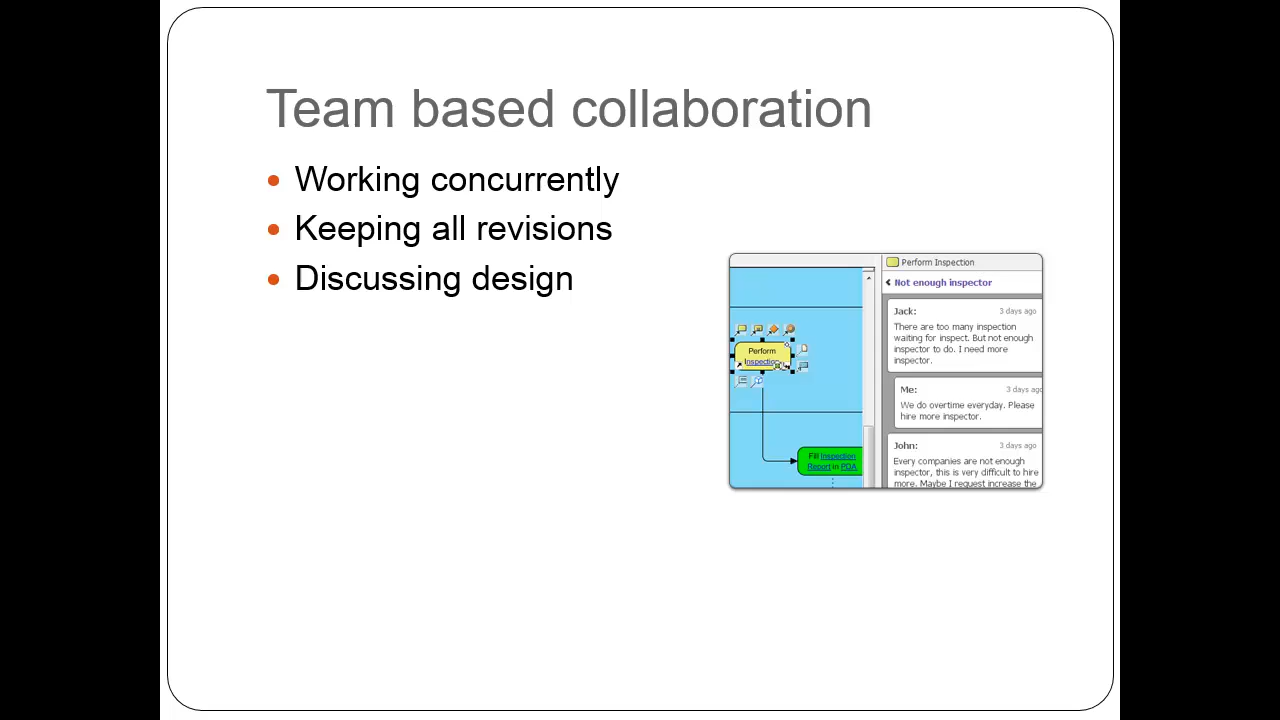 Team based collaboration
Working concurrently
Keeping all revisions
Discussing design
Perform Inspection
Not enough inspector
Jack: 3 days ago
There are too many inspection
waiting for inspect. But not enough
inspector to do. I need more
inspector.
Me: 3 days ago
We do overtime everyday. Please
hire more inspector.
John: 3 days ago
Every companies are not enough
inspector, this is very difficult to hire
more. Maybe I request increase the
Perform
Inspection
Fill Inspection
Report in PDA